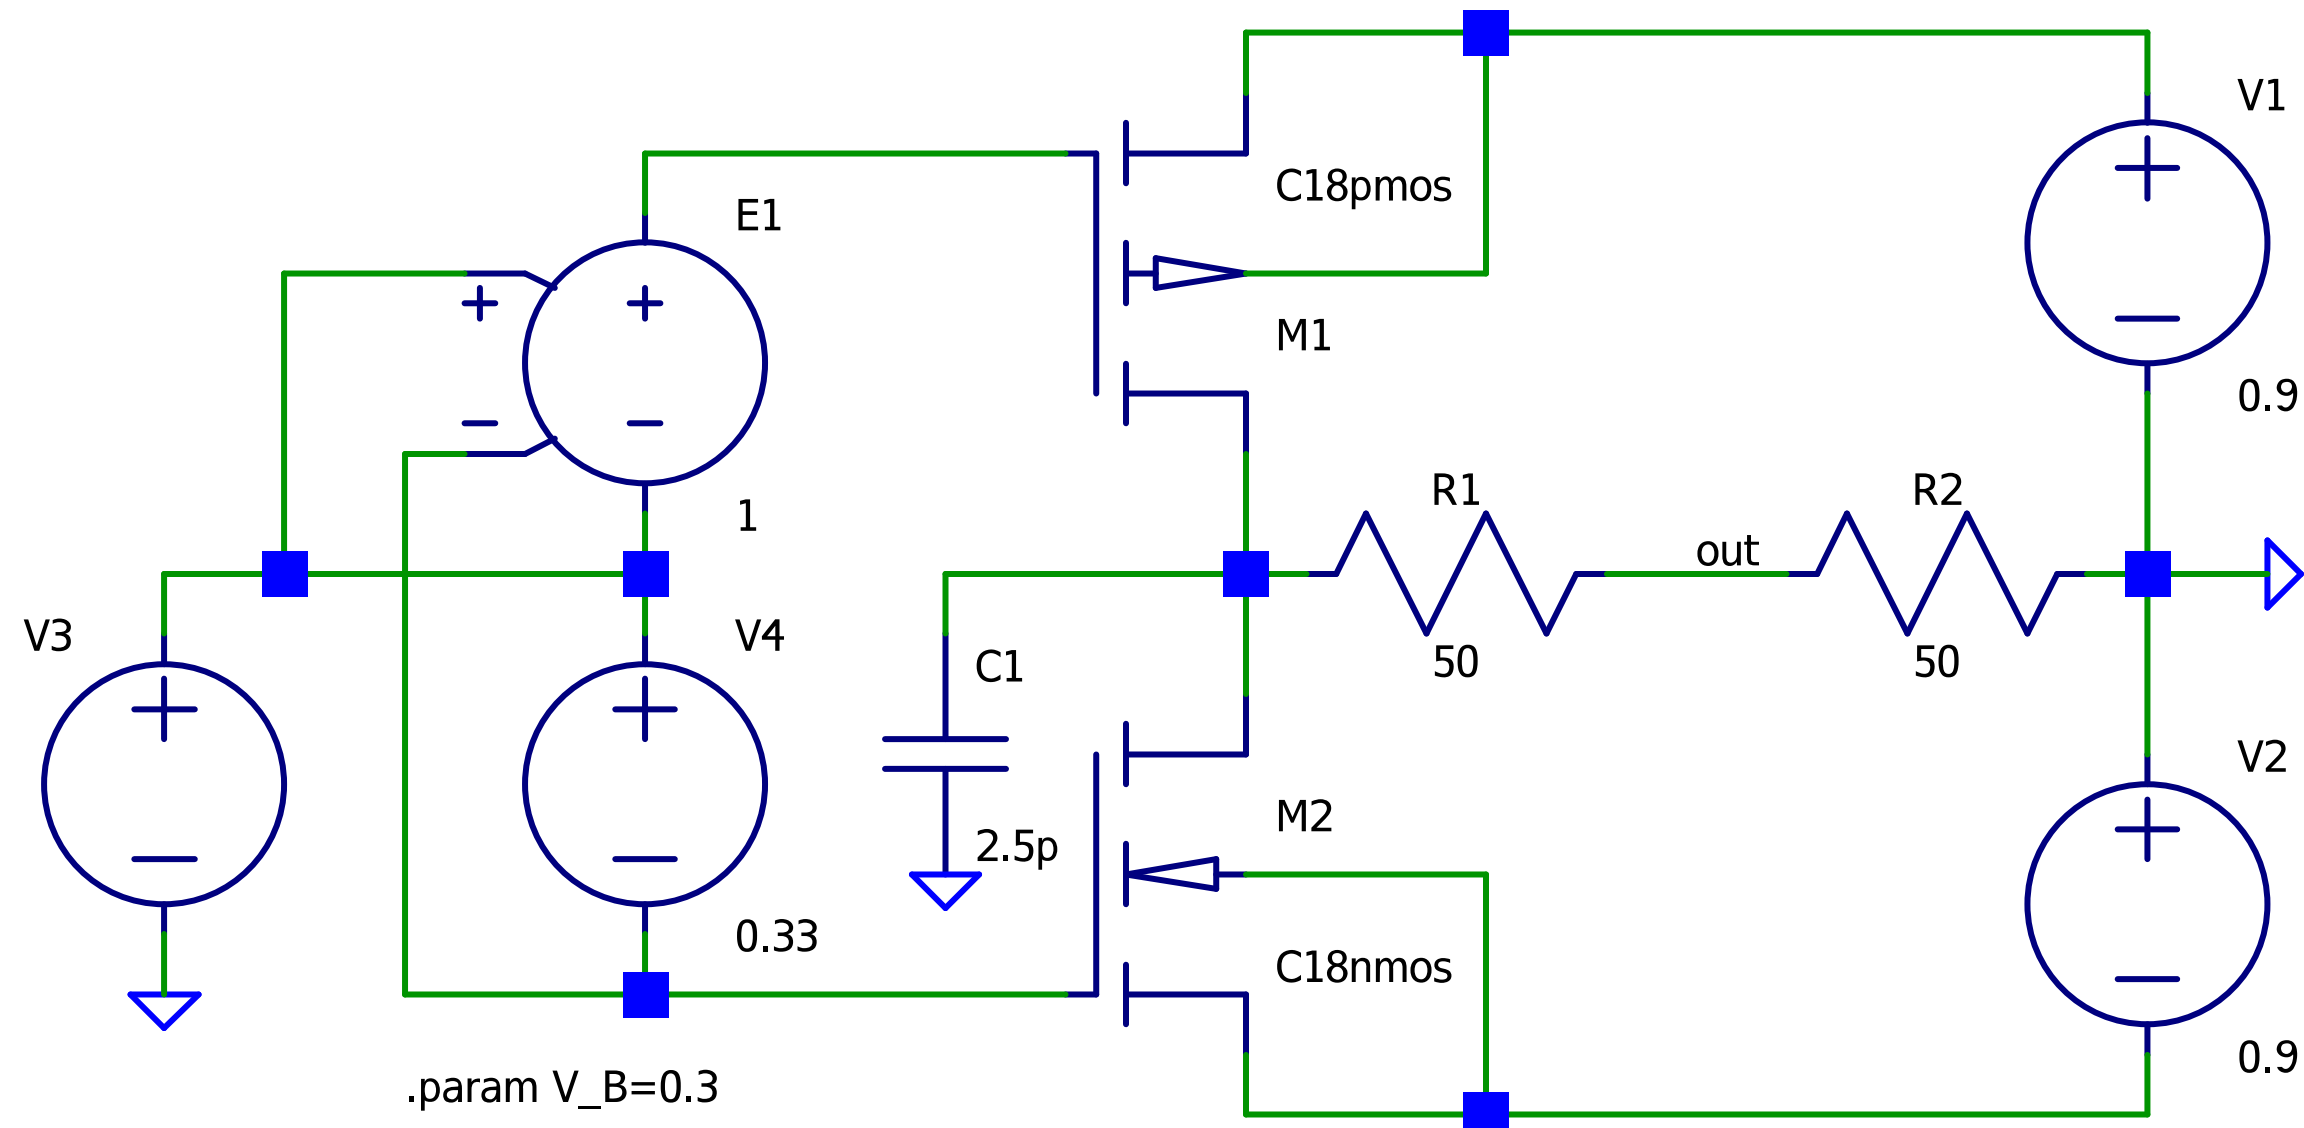 V1
C18pmos
E1
M1
0.9
R1
R2
1
out
V3
V4
C1
50
50
V2
M2
2.5p
0.33
C18nmos
0.9
.param V_B=0.3